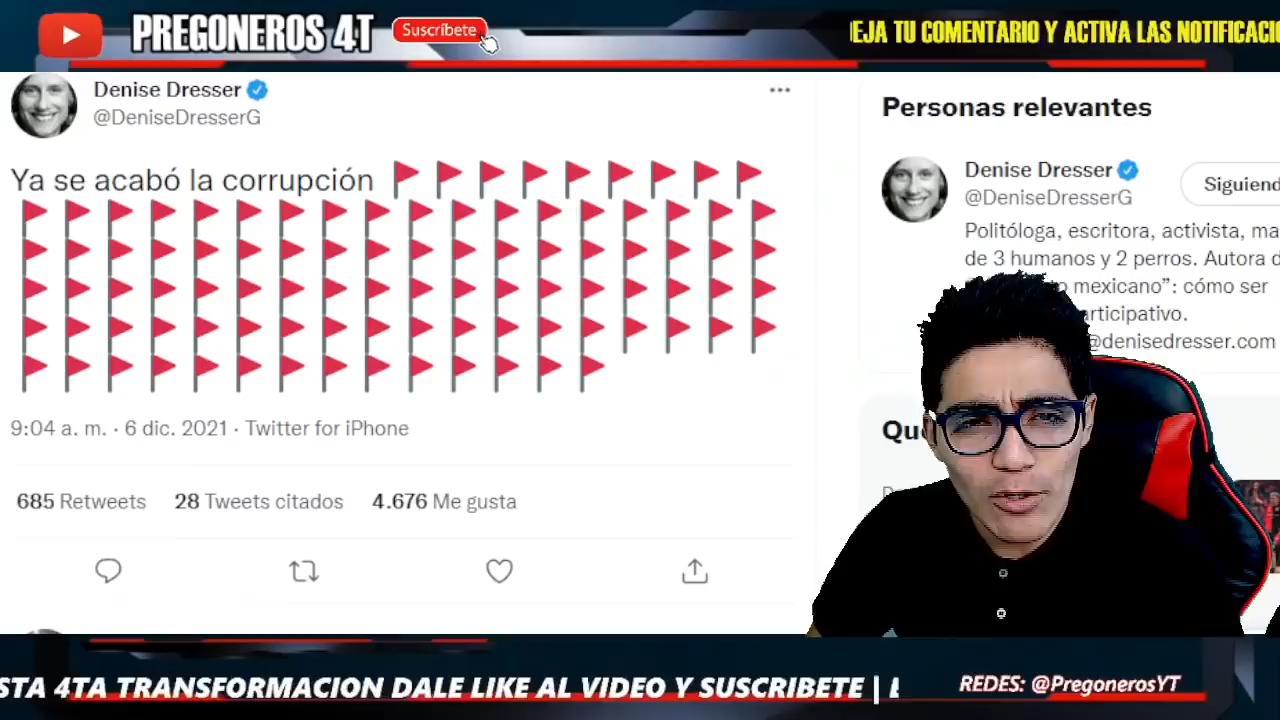 PREGONEROS 4T
Suscríbete
EJA TU COMENTARIO Y ACTIVA LAS NOTIFICACI
Denise Dresser
@DeniseDresserG
Ya se acabó la corrupción 🚩🚩🚩🚩🚩🚩🚩🚩🚩
🚩🚩🚩🚩🚩🚩🚩🚩🚩🚩🚩🚩🚩🚩🚩🚩🚩🚩
🚩🚩🚩🚩🚩🚩🚩🚩🚩🚩🚩🚩🚩🚩🚩🚩🚩🚩
🚩🚩🚩🚩🚩🚩🚩🚩🚩🚩🚩🚩🚩🚩🚩🚩🚩🚩
🚩🚩🚩🚩🚩🚩🚩🚩🚩🚩🚩🚩🚩🚩🚩🚩🚩🚩
🚩🚩🚩🚩🚩🚩🚩🚩🚩🚩🚩🚩🚩🚩
9:04 a. m. · 6 dic. 2021 · Twitter for iPhone
685 Retweets 28 Tweets citados 4.676 Me gusta
Personas relevantes
Denise Dresser
@DeniseDresserG
Siguiend
Politóloga, escritora, activista, ma
de 3 humanos y 2 perros. Autora d
mexicano”: cómo ser
articipativo.
@denisedresser.com
Qu
STA 4TA TRANSFORMACION DALE LIKE AL VIDEO Y SUSCRIBETE |
REDES: @PregonerosYT